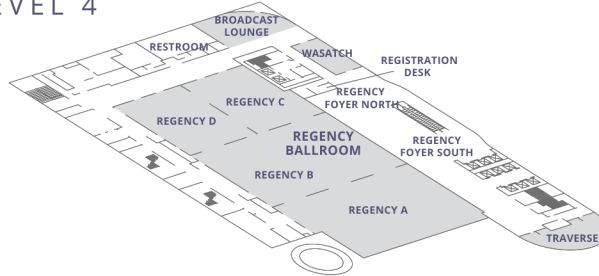 EVEL 4
BROADCAST
LOUNGE
RESTROOM
WASATCH
REGISTRATION
DESK
REGENCY
FOYER NORTH
REGENCY C
REGENCY D
REGENCY
BALLROOM
REGENCY
FOYER SOUTH
REGENCY B
REGENCY A
TRAVERSE